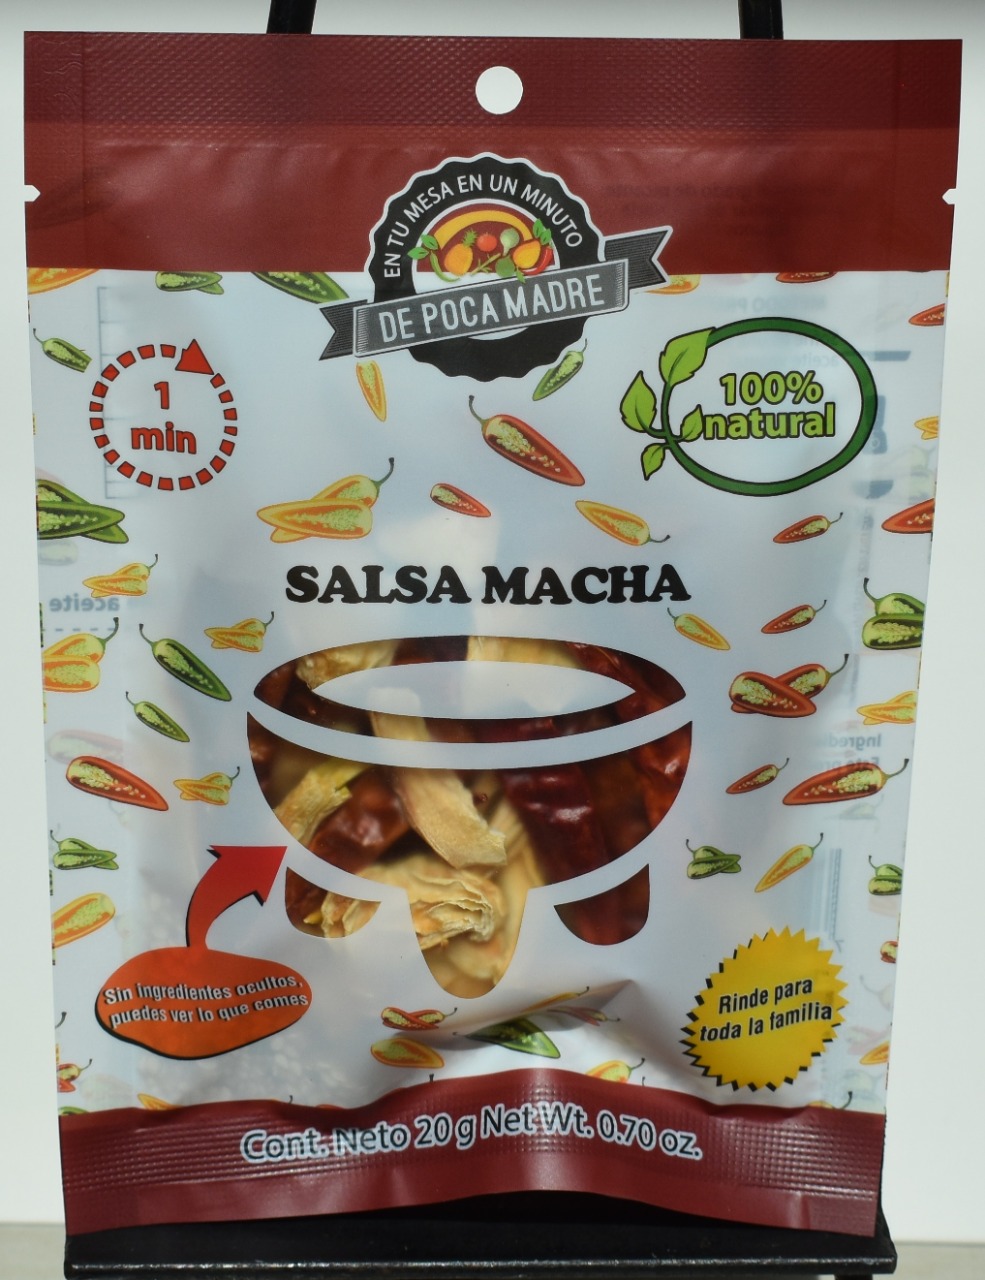 EN TU MESA EN UN MINUTO
DE POCA MADRE
1
min
100%
natural
SALSA MACHA
aceite
Sin ingredientes ocultos,
puedes ver lo que comes
Rinde para
toda la familia
Cont. Neto 20 g Net Wt. 0.70 oz.